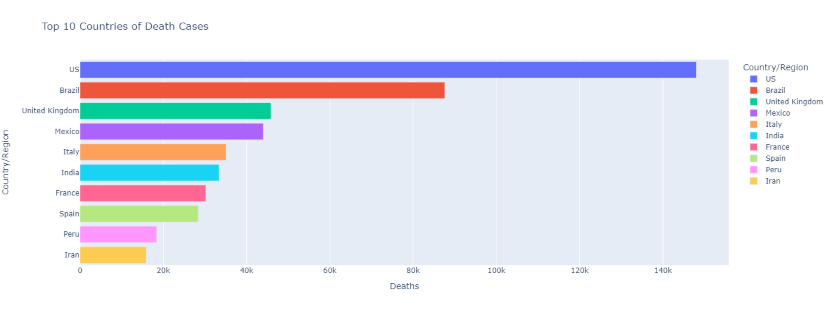 Top 10 Countries of Death Cases
Country/Region
US
Brazil
United Kingdom
Mexico
Italy
India
France
Spain
Peru
Iran
0 20k 40k 60k 80k 100k 120k 140k
Deaths
Country/Region
US
Brazil
United Kingdom
Mexico
Italy
India
France
Spain
Peru
Iran